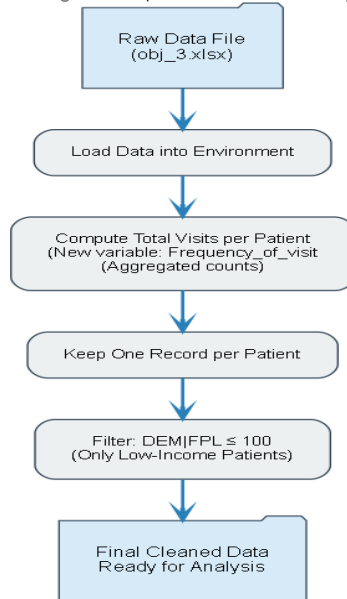 Raw Data File
(obj_3.xlsx)
Load Data into Environment
Compute Total Visits per Patient
(New variable: Frequency_of_visit
(Aggregated counts)
Keep One Record per Patient
Filter: DEM|FPL ≤ 100
(Only Low-Income Patients)
Final Cleaned Data
Ready for Analysis